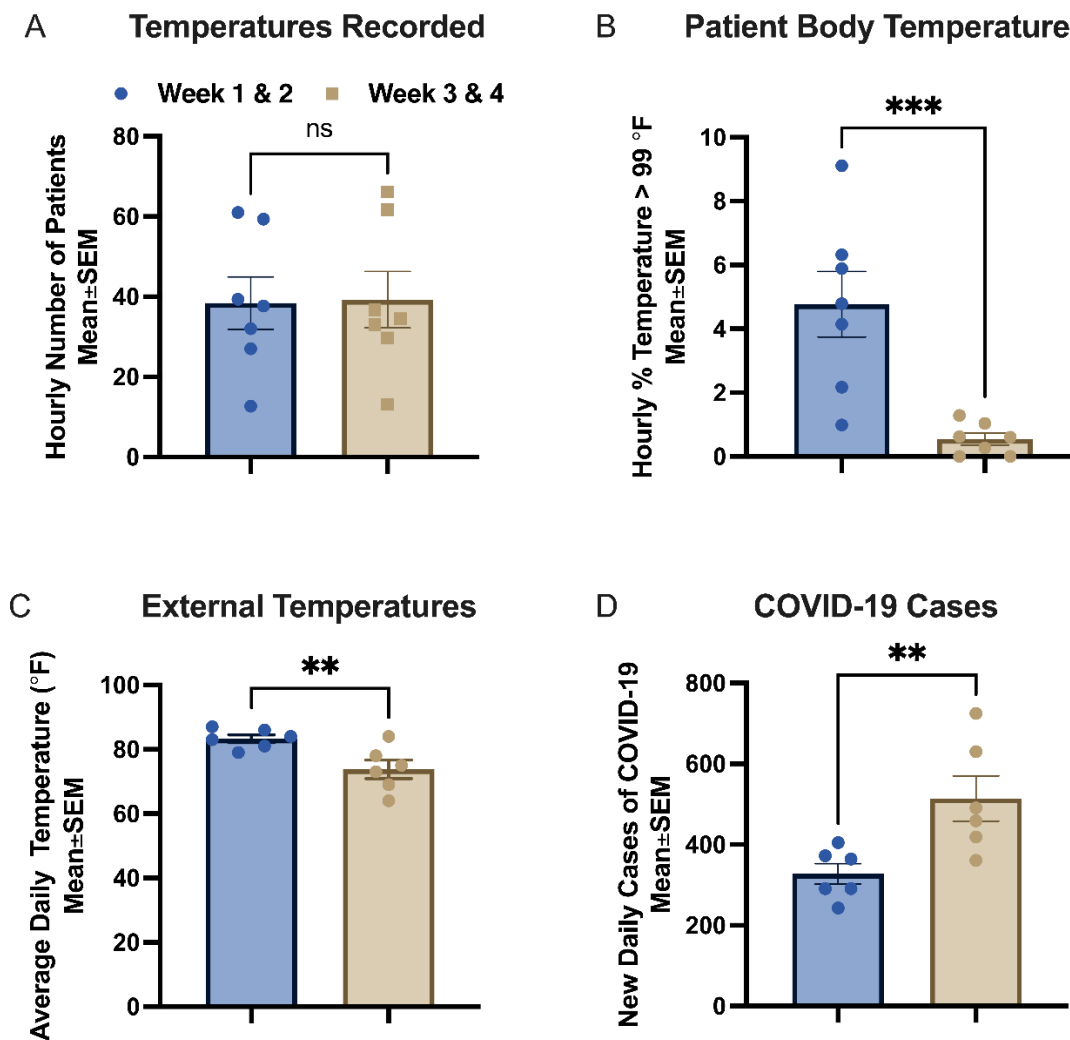 A Temperatures Recorded
Week 1 & 2 Week 3 & 4
Hourly Number of Patients
Mean±SEM
80
60
40
20
0
ns
B Patient Body Temperature
Hourly % Temperature > 99 °F
Mean±SEM
10
8
6
4
2
0
***
C External Temperatures
Average Daily Temperature (°F)
Mean±SEM
100
80
60
40
20
0
**
D COVID-19 Cases
New Daily Cases of COVID-19
Mean±SEM
800
600
400
200
0
**